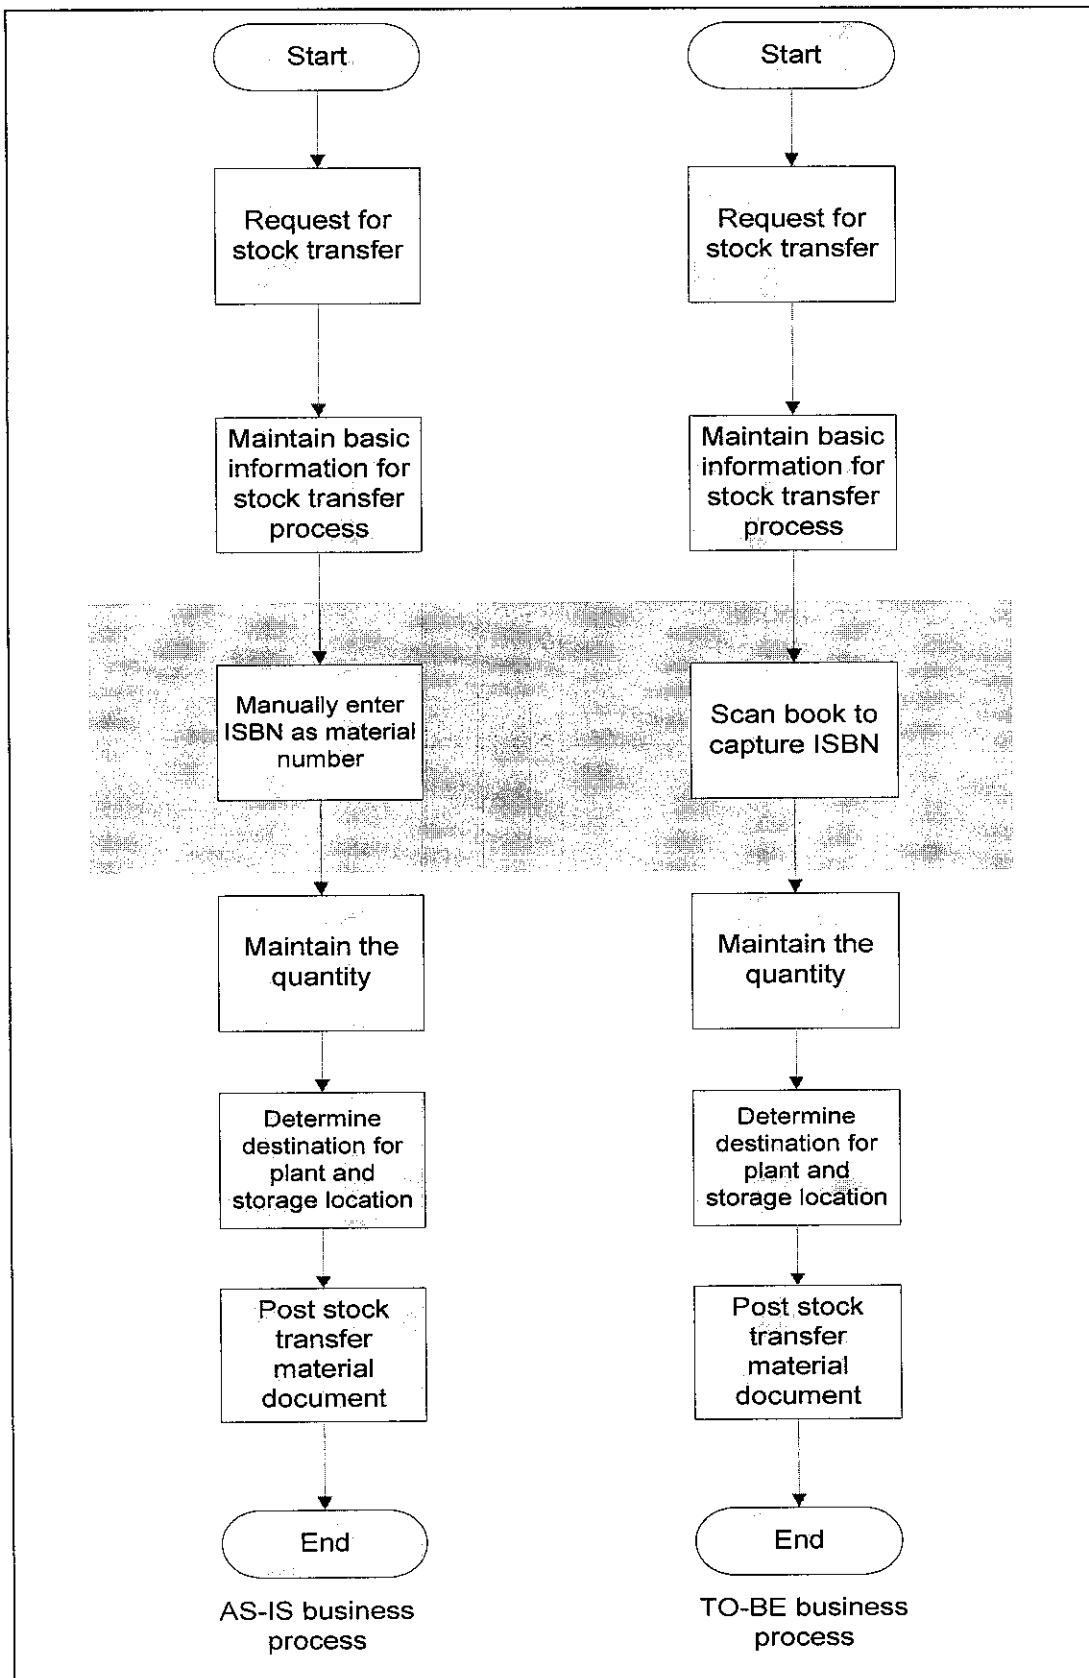 Start
Request for
stock transfer
Maintain basic
information for
stock transfer
process
Manually enter
ISBN as material
number
Maintain the
quantity
Determine
destination for
plant and
storage location
Post stock
transfer
material
document
End
AS-IS business
process
Start
Request for
stock transfer
Maintain basic
information for
stock transfer
process
Scan book to
capture ISBN
Maintain the
quantity
Determine
destination for
plant and
storage location
Post stock
transfer
material
document
End
TO-BE business
process